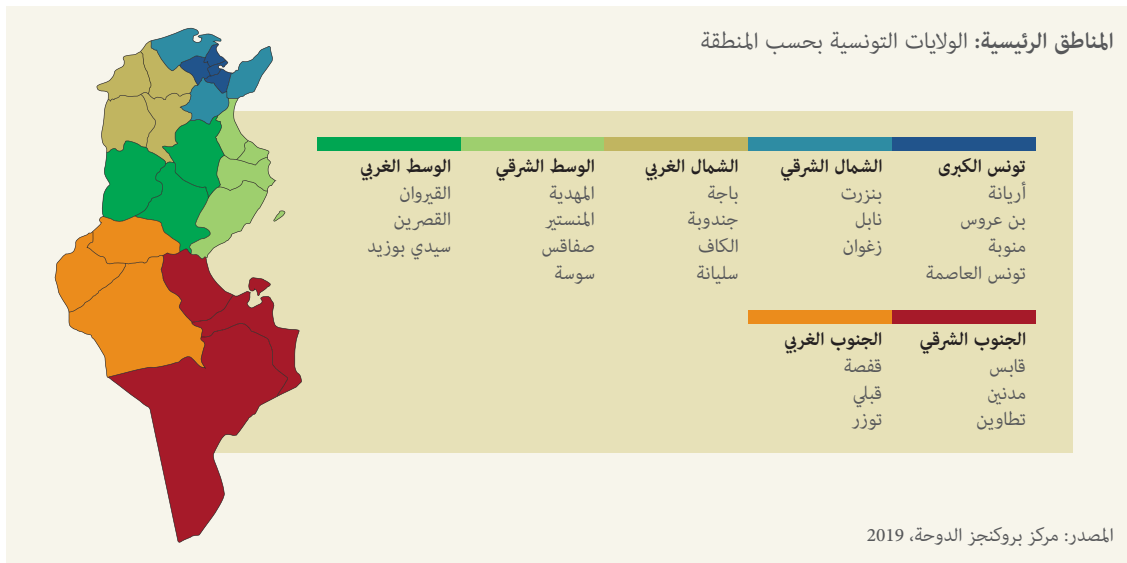 المناطق الرئيسية: الولايات التونسية بحسب المنطقة
تونس الكبرى
أريانة
بن عروس
منوبة
تونس العاصمة
الشمال الشرقي
بنزرت
نابل
زغوان
الشمال الغربي
باجة
جندوبة
الكاف
سليانة
الوسط الشرقي
المهدية
المنستير
صفاقس
سوسة
الوسط الغربي
القيروان
القصرين
سيدي بوزيد
الجنوب الشرقي
قابس
مدنين
تطاوين
الجنوب الغربي
قفصة
قبلي
توزر
المصدر: مركز بروكنجز الدوحة، 2019